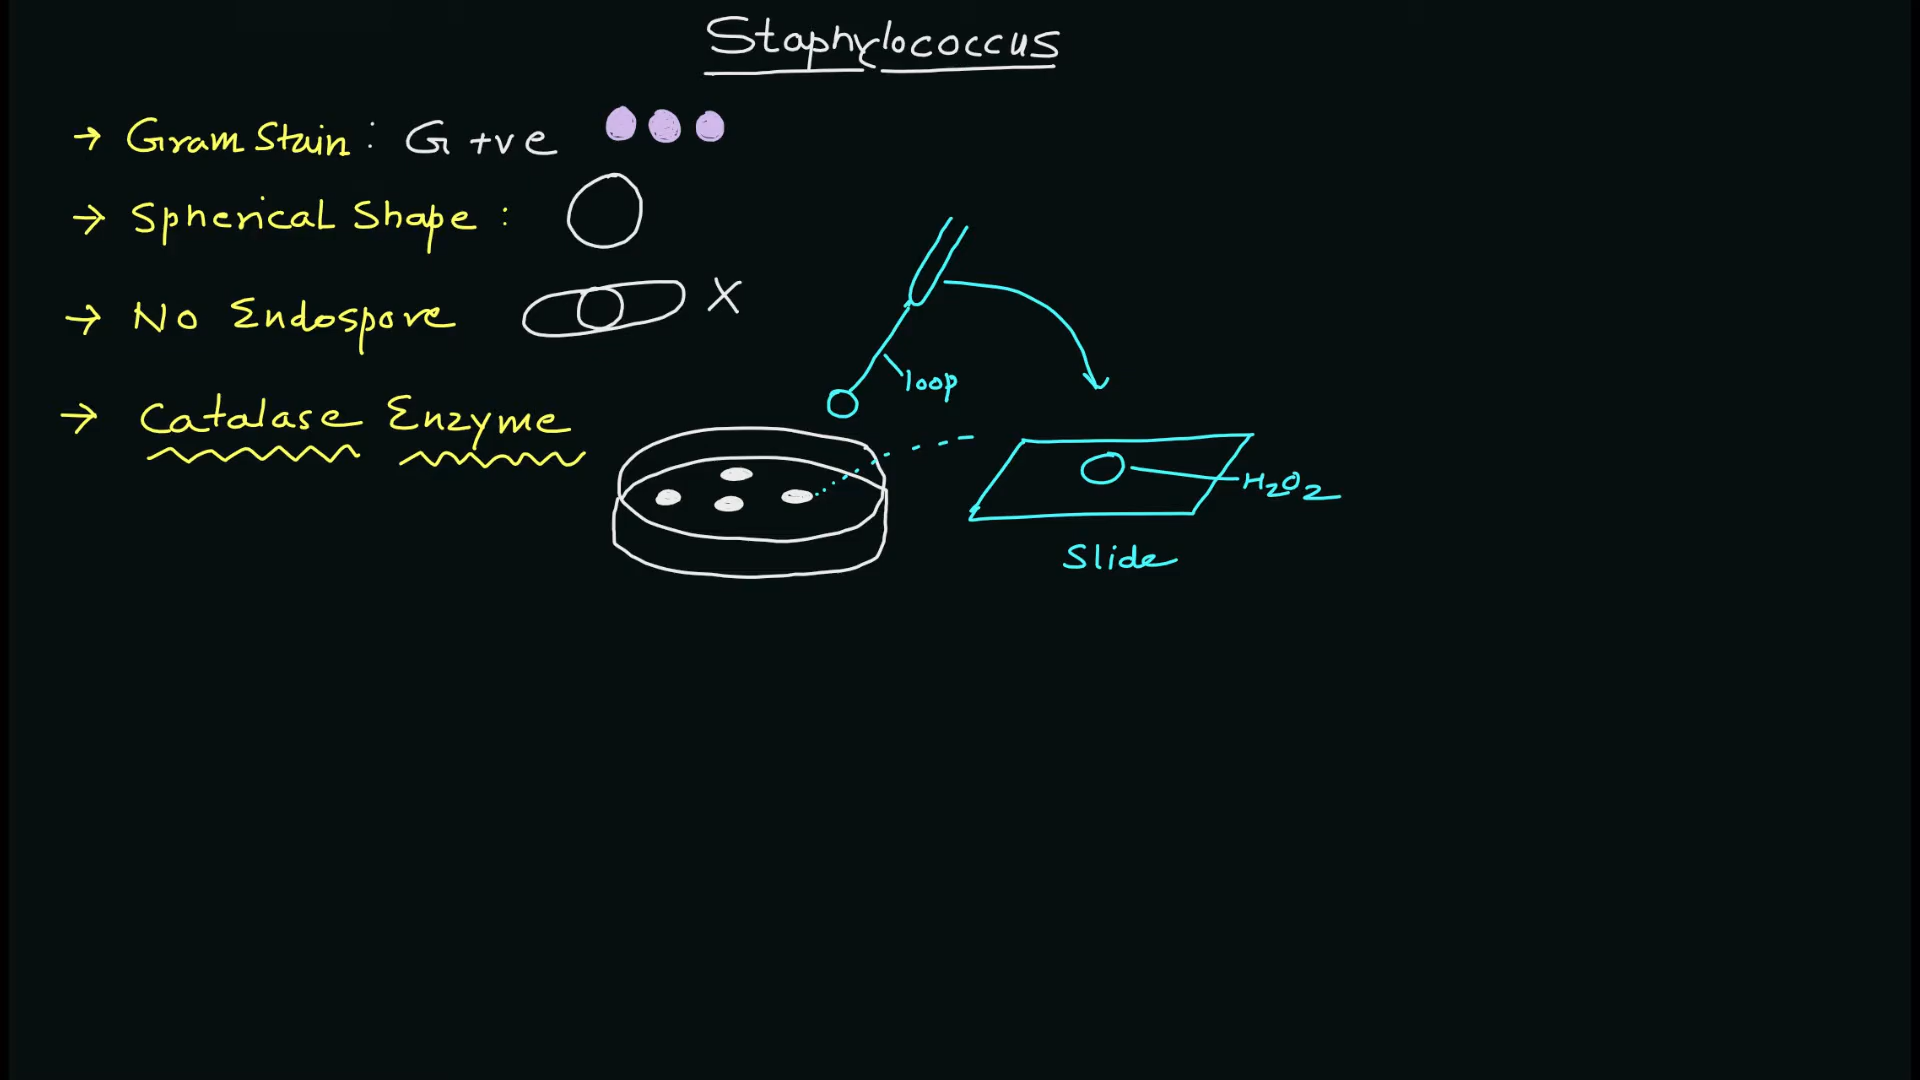 Staphylococcus
→ Gram Stain : G +ve
→ Spherical Shape :
→ No Endospore X
loop
→ Catalase Enzyme
H2O2
Slide